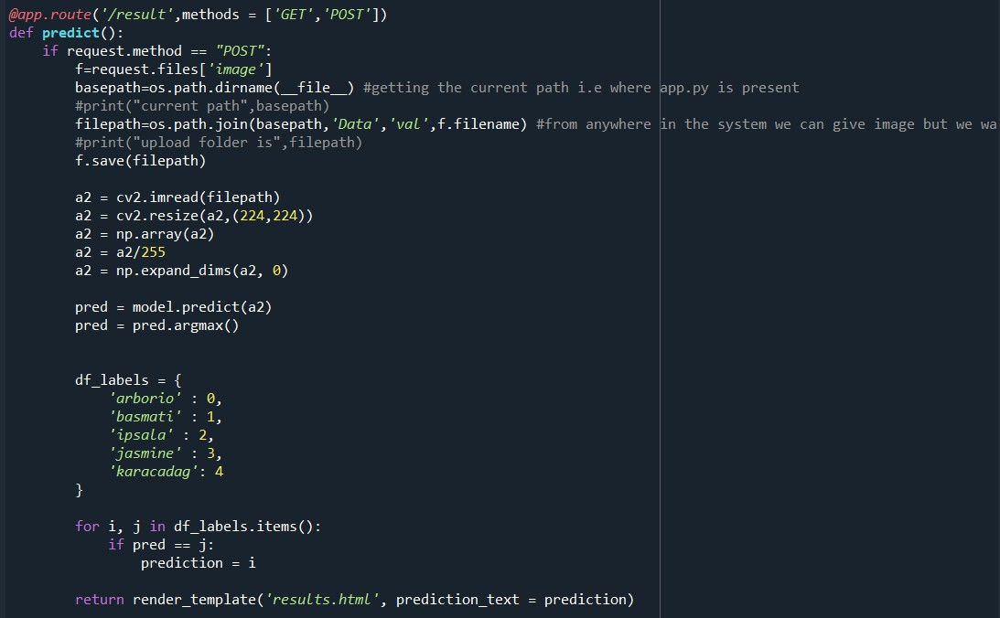 @app.route('/result',methods = ['GET','POST'])
def predict():
    if request.method == "POST":
        f=request.files['image']
        basepath=os.path.dirname(__file__) #getting the current path i.e where app.py is present
        #print("current path",basepath)
        filepath=os.path.join(basepath,'Data','val',f.filename) #from anywhere in the system we can give image but we wa
        #print("upload folder is",filepath)
        f.save(filepath)

        a2 = cv2.imread(filepath)
        a2 = cv2.resize(a2,(224,224))
        a2 = np.array(a2)
        a2 = a2/255
        a2 = np.expand_dims(a2, 0)

        pred = model.predict(a2)
        pred = pred.argmax()


        df_labels = {
            'arborio' : 0,
            'basmati' : 1,
            'ipsala' : 2,
            'jasmine' : 3,
            'karacadag': 4
        }

        for i, j in df_labels.items():
            if pred == j:
                prediction = i

        return render_template('results.html', prediction_text = prediction)